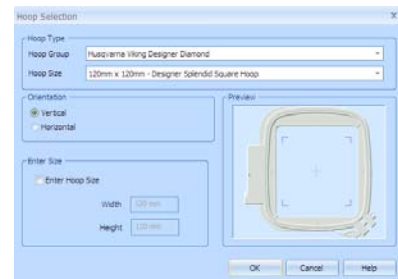 Hoop Selection
X
Hoop Type
Hoop Group
Husqvarna Viking Designer Diamond
Hoop Size
120mm x 120mm - Designer Splendid Square Hoop
Orientation
Vertical
Horizontal
Preview
Enter Size
Enter Hoop Size
Width
120 mm
Height
120 mm
OK
Cancel
Help